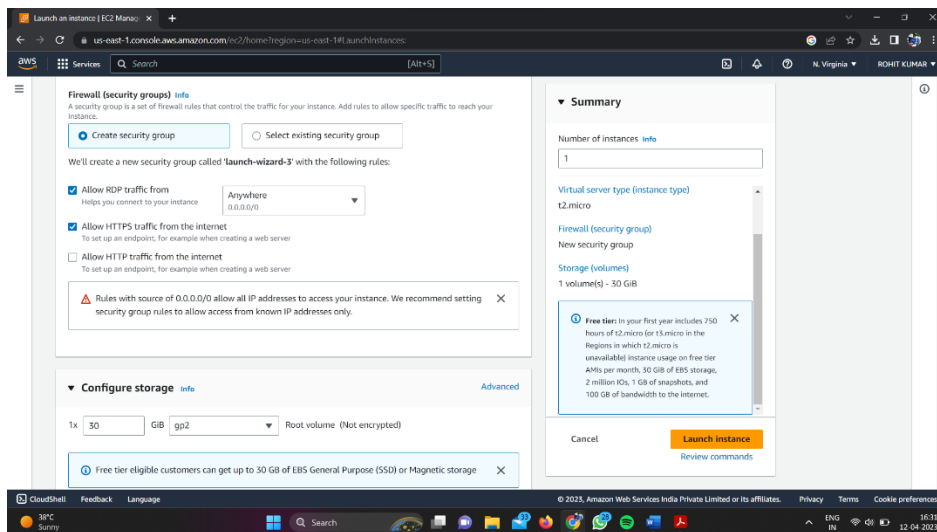 Launch an instance | EC2 Manag
us-east-1.console.aws.amazon.com/ec2/home?region=us-east-1#LaunchInstances:
aws
Services
Search
[Alt+S]
N. Virginia
ROHIT KUMAR
Firewall (security groups) Info
A security group is a set of firewall rules that control the traffic for your instance. Add rules to allow specific traffic to reach your
instance.
Create security group
Select existing security group
We'll create a new security group called 'launch-wizard-3' with the following rules:
Allow RDP traffic from
Helps you connect to your instance
Anywhere
0.0.0.0/0
Allow HTTPS traffic from the internet
To set up an endpoint, for example when creating a web server
Allow HTTP traffic from the internet
To set up an endpoint, for example when creating a web server
Rules with source of 0.0.0.0/0 allow all IP addresses to access your instance. We recommend setting
security group rules to allow access from known IP addresses only.
Configure storage Info
Advanced
1x
30
GiB
gp2
Root volume (Not encrypted)
Free tier eligible customers can get up to 30 GB of EBS General Purpose (SSD) or Magnetic storage
Summary
Number of instances Info
1
Virtual server type (instance type)
t2.micro
Firewall (security group)
New security group
Storage (volumes)
1 volume(s) - 30 GiB
Free tier: In your first year includes 750
hours of t2.micro (or t3.micro in the
Regions in which t2.micro is
unavailable) instance usage on free tier
AMIs per month, 30 GiB of EBS storage,
2 million IOs, 1 GB of snapshots, and
100 GB of bandwidth to the internet.
Cancel
Launch instance
Review commands
CloudShell
Feedback
Language
© 2023, Amazon Web Services India Private Limited or its affiliates.
Privacy
Terms
Cookie preferences
38°C
Sunny
Search
ENG
IN
16:31
12-04-2023